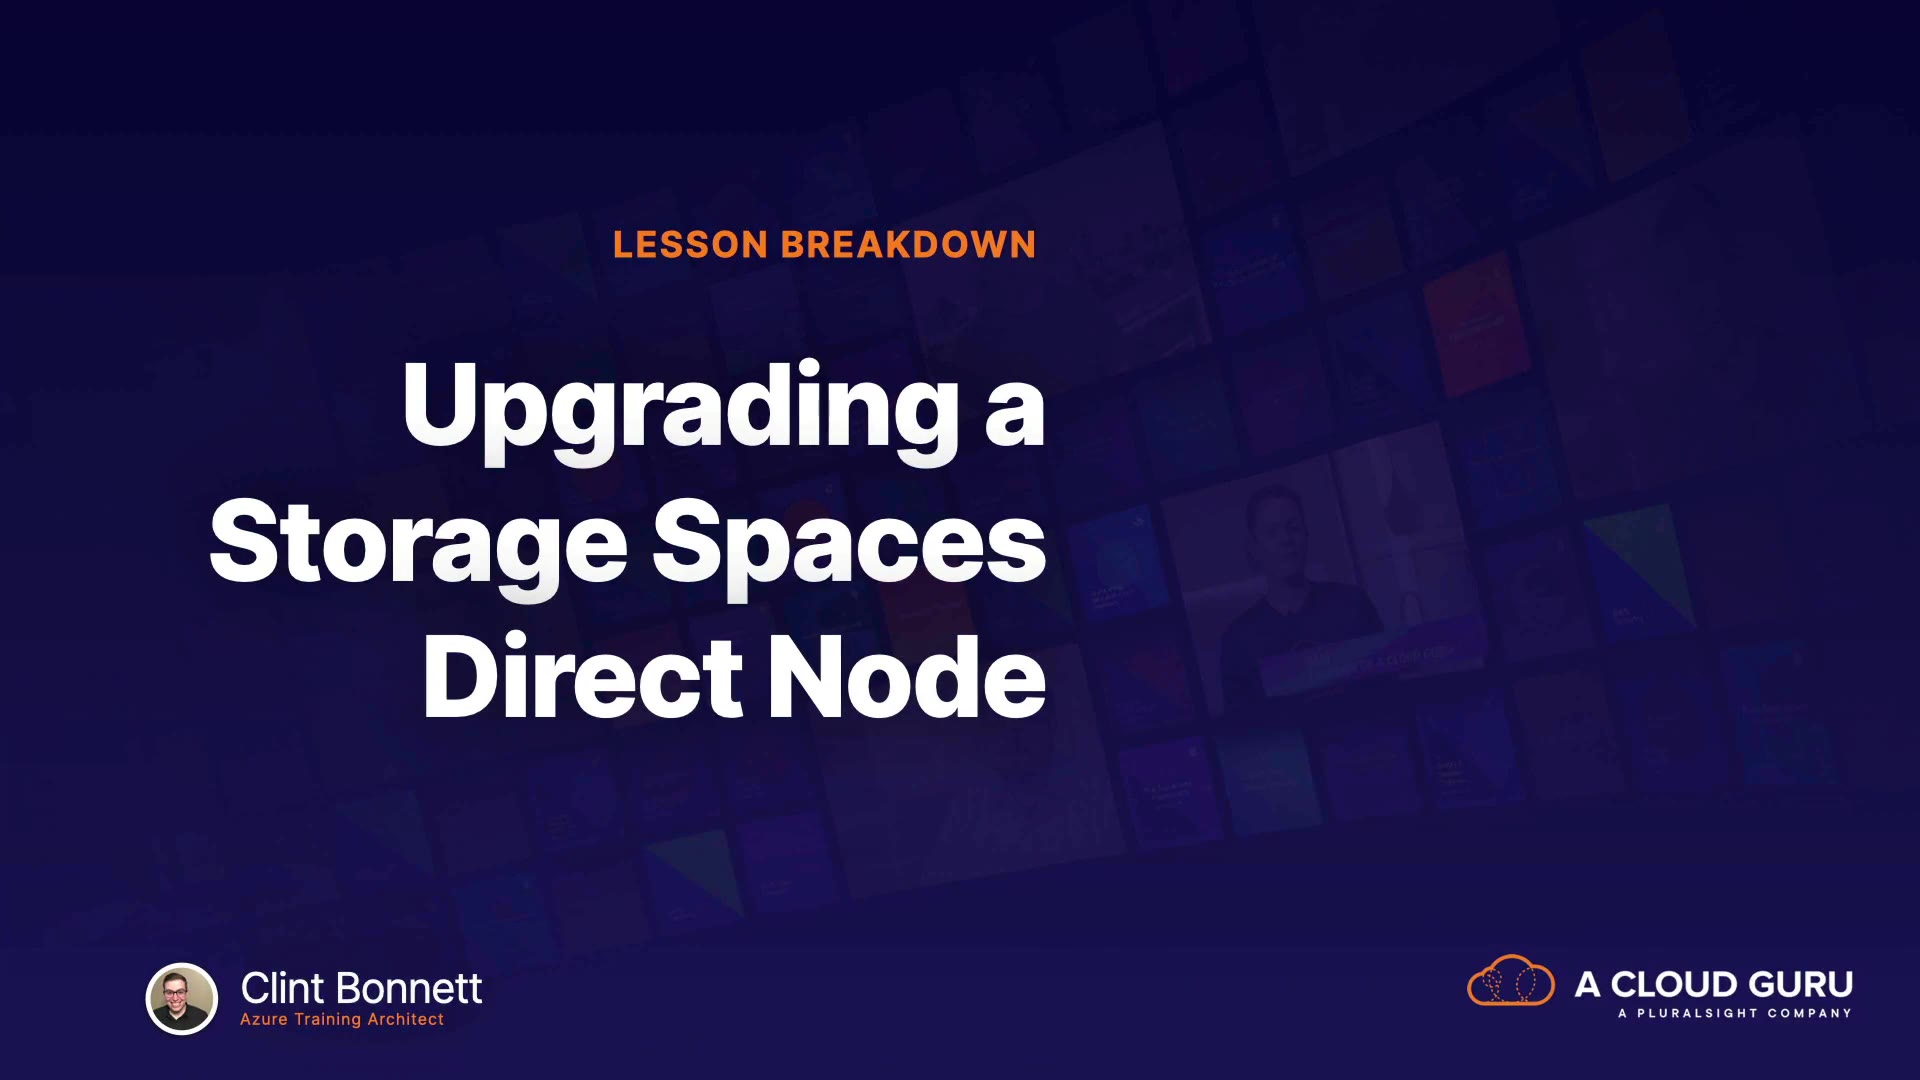 LESSON BREAKDOWN
Upgrading a
Storage Spaces
Direct Node
Clint Bonnett
Azure Training Architect
A CLOUD GURU
A PLURALSIGHT COMPANY